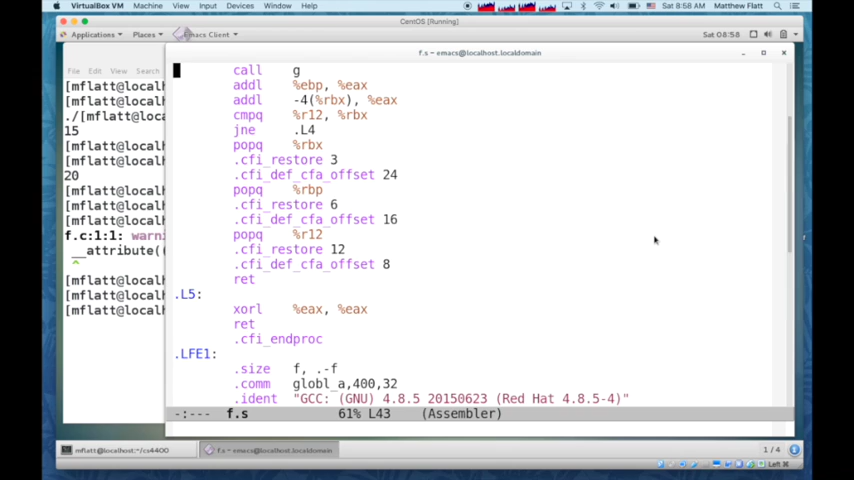 VirtualBox VM Machine View Input Devices Window Help Sat 8:58 AM Matthew Flatt
CentOS [Running]
Applications Places Emacs Client Sat 08:58
f.s – emacs@localhost.localdomain
File Edit View Search
[mflatt@localh
[mflatt@localh
./[mflatt@loca
15
[mflatt@localh
[mflatt@localh
20
[mflatt@localh
[mflatt@localh
[mflatt@localh
f.c:1:1: warni
__attribute((
^
[mflatt@localh
[mflatt@localh
[mflatt@localh
call g
addl %ebp, %eax
addl -4(%rbx), %eax
cmpq %r12, %rbx
jne .L4
popq %rbx
.cfi_restore 3
.cfi_def_cfa_offset 24
popq %rbp
.cfi_restore 6
.cfi_def_cfa_offset 16
popq %r12
.cfi_restore 12
.cfi_def_cfa_offset 8
ret
.L5:
xorl %eax, %eax
ret
.cfi_endproc
.LFE1:
.size f, .-f
.comm globl_a,400,32
.ident "GCC: (GNU) 4.8.5 20150623 (Red Hat 4.8.5-4)"
-:--- f.s 61% L43 (Assembler)
mflatt@localhost:~/cs4400 f.s – emacs@localhost.localdomain 1 / 4
Left ⌘